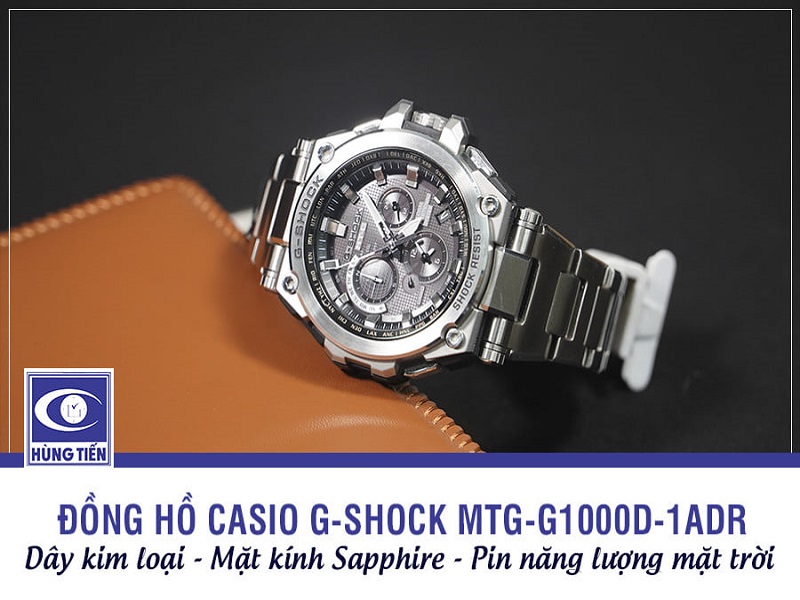 G-SHOCK
SHOCK RESIST
G-SHOCK
HÙNG TIẾN
ĐỒNG HỒ CASIO G-SHOCK MTG-G1000D-1ADR
Dây kim loại - Mặt kính Sapphire - Pin năng lượng mặt trời